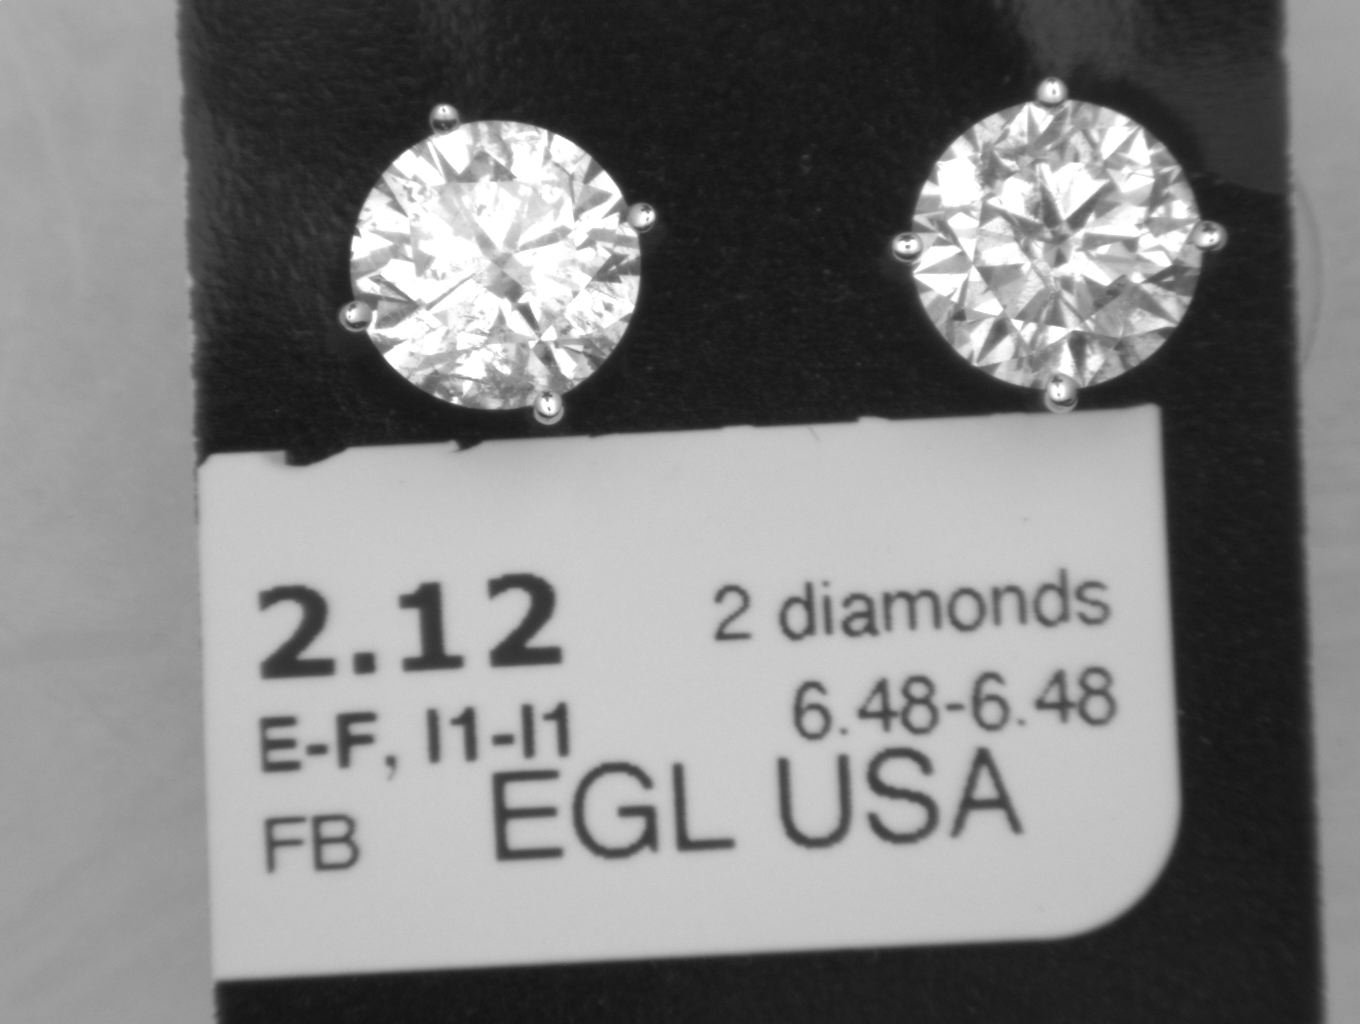 2.12
2 diamonds
E-F, I1-I1
6.48-6.48
FB
EGL USA